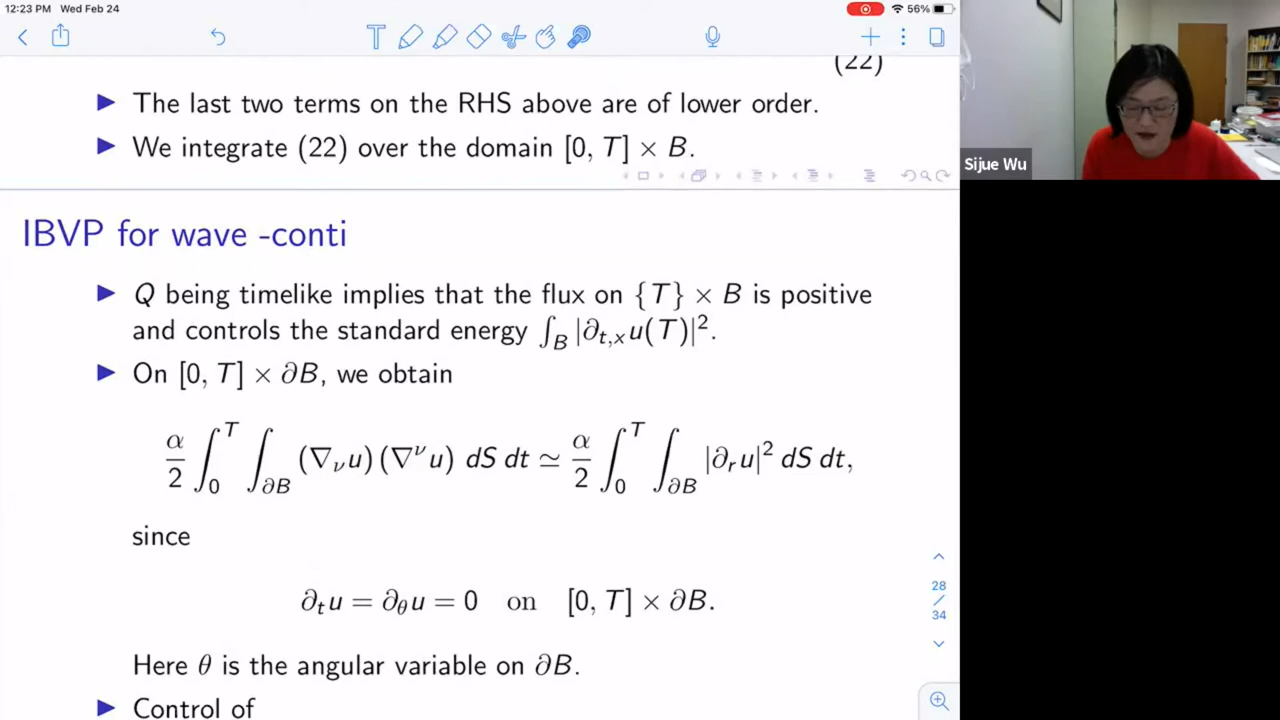 12:23 PM Wed Feb 24
56%
(22)
▶ The last two terms on the RHS above are of lower order.
▶ We integrate (22) over the domain [0, T] × B.
Sijue Wu
IBVP for wave -conti
▶ Q being timelike implies that the flux on {T} × B is positive
and controls the standard energy ∫_B |∂_{t,x} u(T)|².
▶ On [0, T] × ∂B, we obtain
α/2 ∫_0^T ∫_{∂B} (∇_ν u)(∇^ν u) dS dt ≃ α/2 ∫_0^T ∫_{∂B} |∂_r u|² dS dt,
since
∂_t u = ∂_θ u = 0 on [0, T] × ∂B.
Here θ is the angular variable on ∂B.
▶ Control of
28
/
34